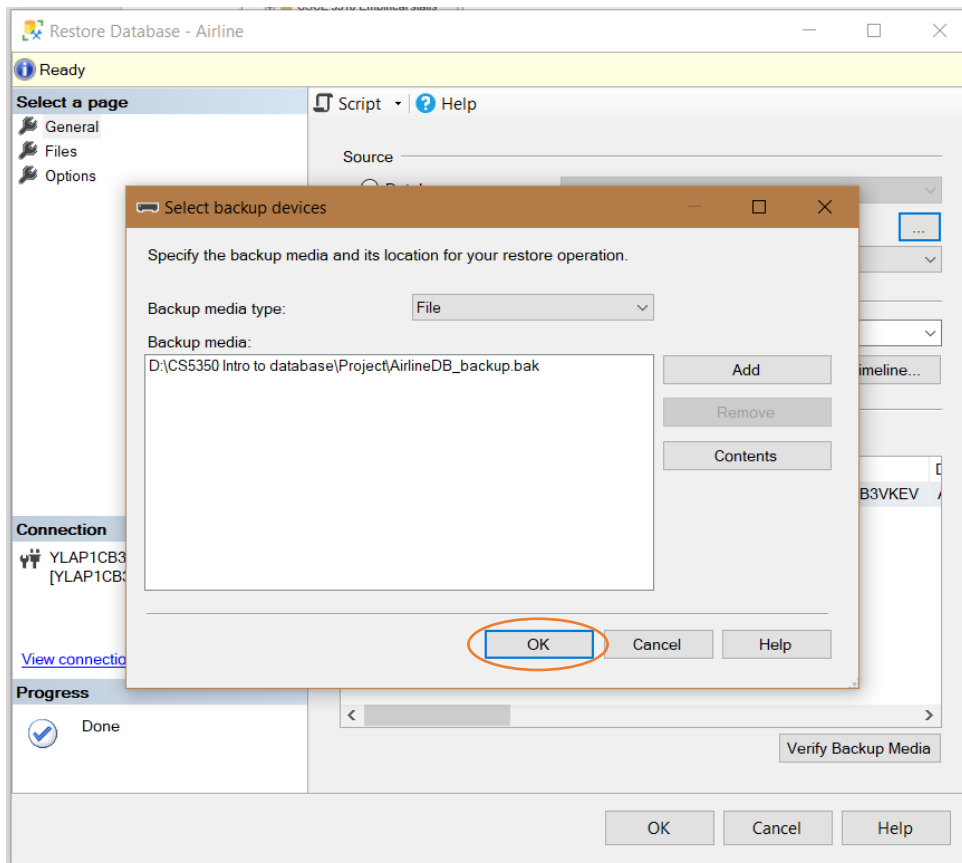 Restore Database - Airline
Ready
Select a page
General
Files
Options
Script
Help
Source
...
Select backup devices
Specify the backup media and its location for your restore operation.
Backup media type:
File
Backup media:
D:\CS5350 Intro to database\Project\AirlineDB_backup.bak
Add
Remove
Contents
OK
Cancel
Help
imeline...
B3VKEV
Connection
YLAP1CB3
[YLAP1CB3
View connectio
Progress
Done
Verify Backup Media
OK
Cancel
Help